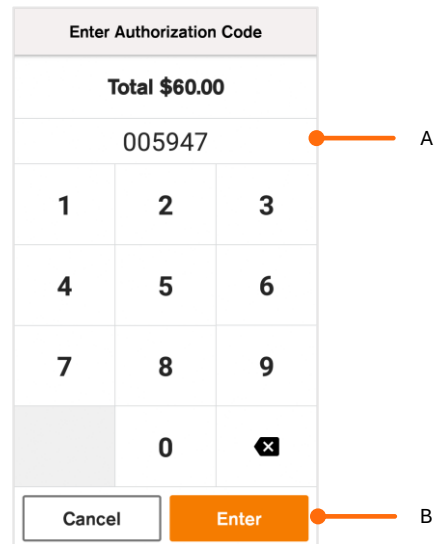 Enter Authorization Code
Total $60.00
005947 A
1 2 3
4 5 6
7 8 9
0
Cancel Enter B